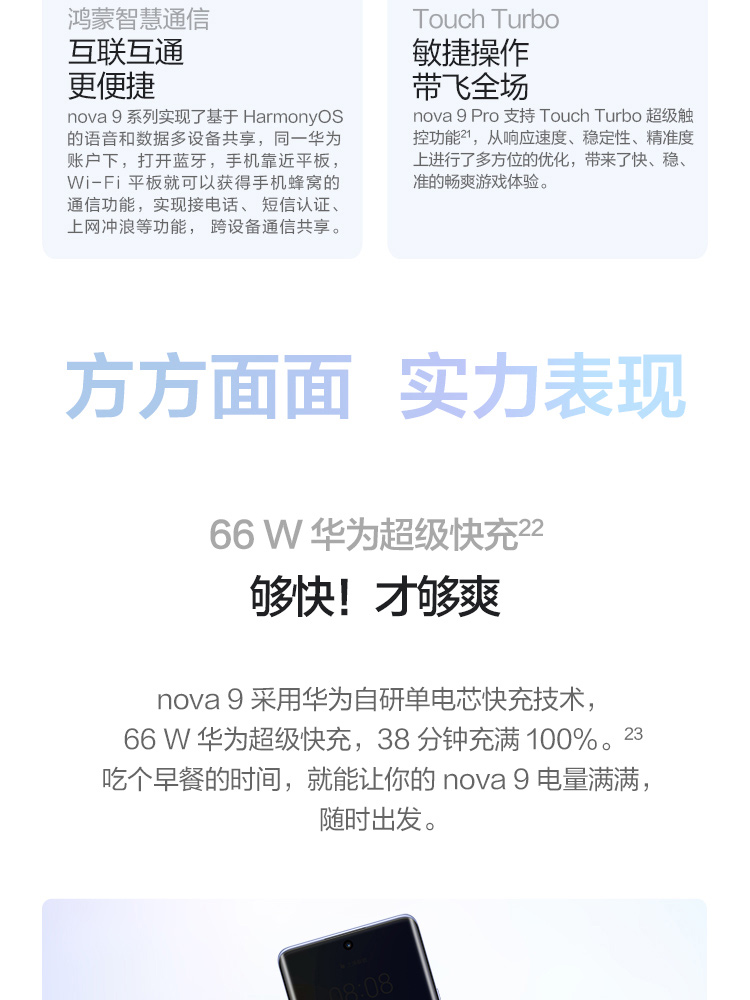 鸿蒙智慧通信
互联互通
更便捷
nova 9 系列实现了基于 HarmonyOS
的语音和数据多设备共享，同一华为
账户下，打开蓝牙，手机靠近平板，
Wi-Fi 平板就可以获得手机蜂窝的
通信功能，实现接电话、 短信认证、
上网冲浪等功能， 跨设备通信共享。
Touch Turbo
敏捷操作
带飞全场
nova 9 Pro 支持 Touch Turbo 超级触
控功能²¹，从响应速度、稳定性、精准度
上进行了多方位的优化，带来了快、稳、
准的畅爽游戏体验。
方方面面 实力表现
66 W 华为超级快充²²
够快！才够爽
nova 9 采用华为自研单电芯快充技术，
66 W 华为超级快充，38 分钟充满 100%。²³
吃个早餐的时间，就能让你的 nova 9 电量满满，
随时出发。
08:08